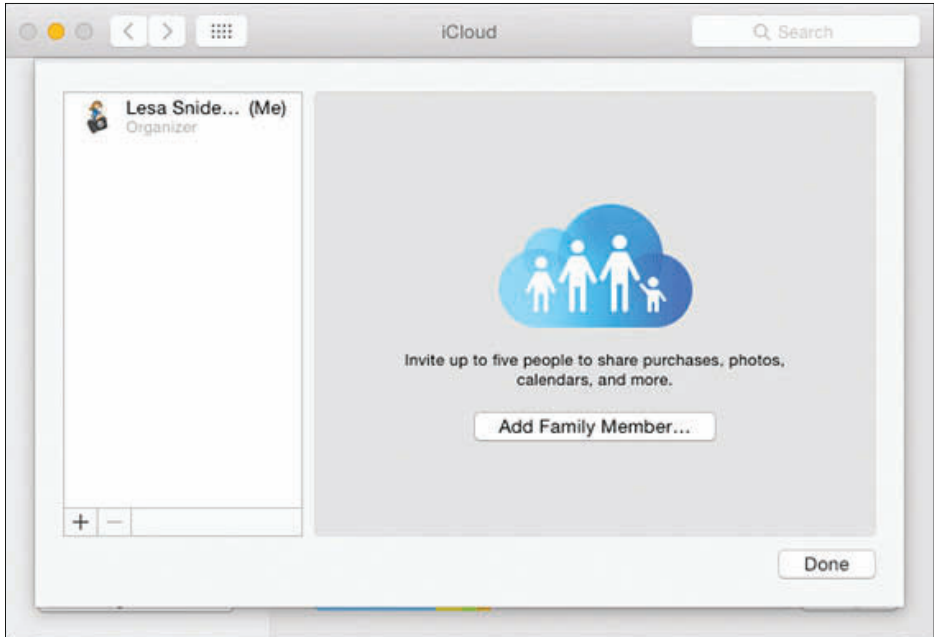 iCloud
Search
Lesa Snide... (Me)
Organizer
Invite up to five people to share purchases, photos,
calendars, and more.
Add Family Member...
Done